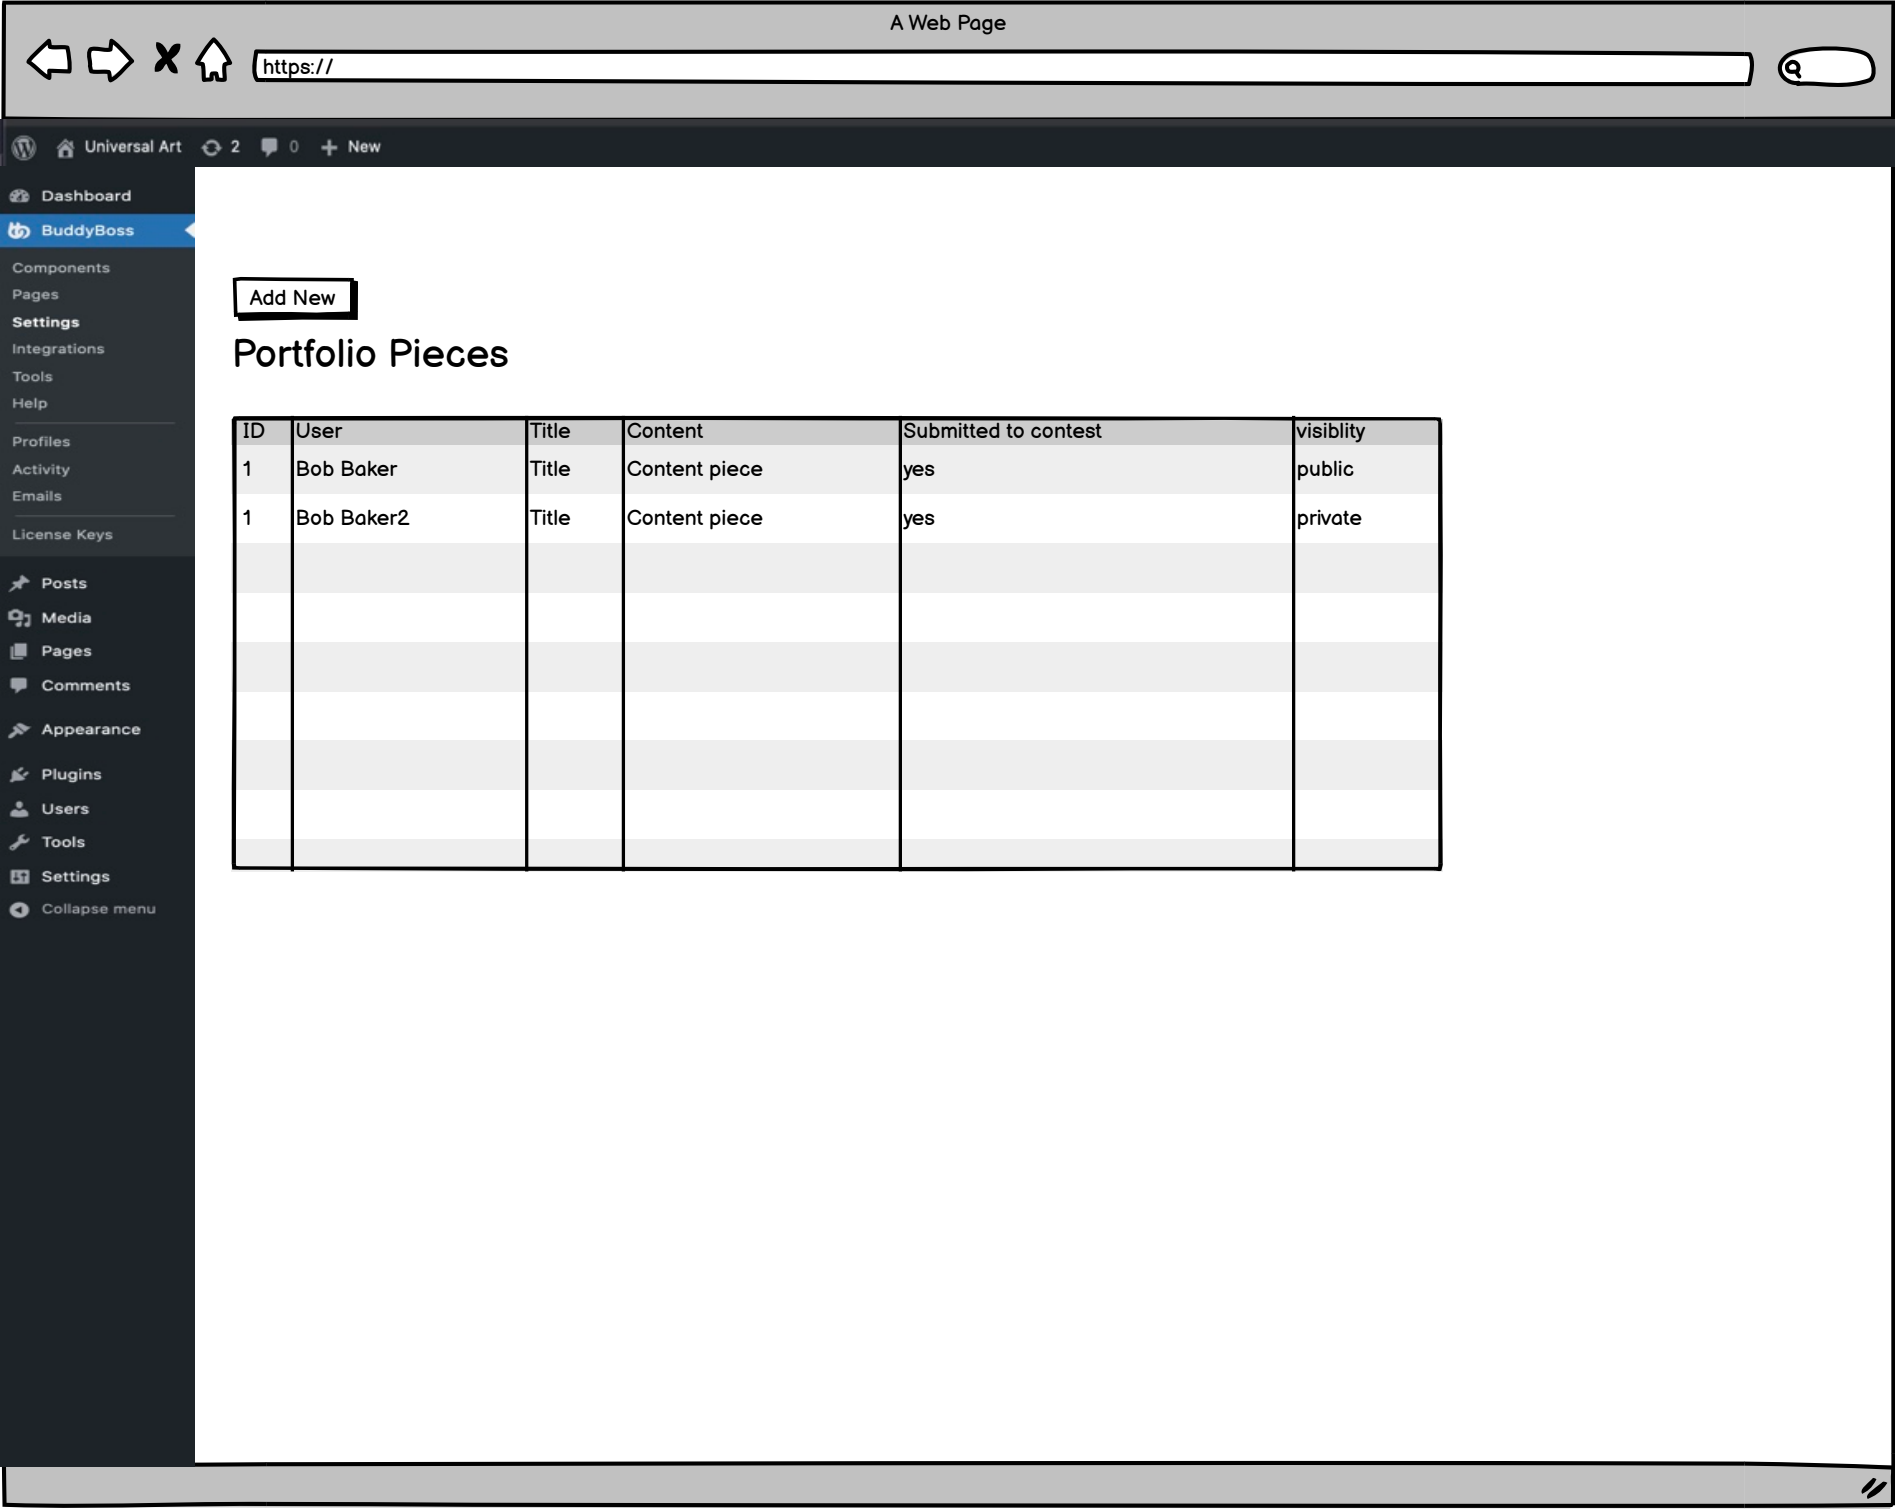 A Web Page
https://
Universal Art 2 0 New
Dashboard
BuddyBoss
Components
Pages
Settings
Integrations
Tools
Help
Profiles
Activity
Emails
License Keys
Posts
Media
Pages
Comments
Appearance
Plugins
Users
Tools
Settings
Collapse menu
Add New
Portfolio Pieces
ID User Title Content Submitted to contest visiblity
1 Bob Baker Title Content piece yes public
1 Bob Baker2 Title Content piece yes private